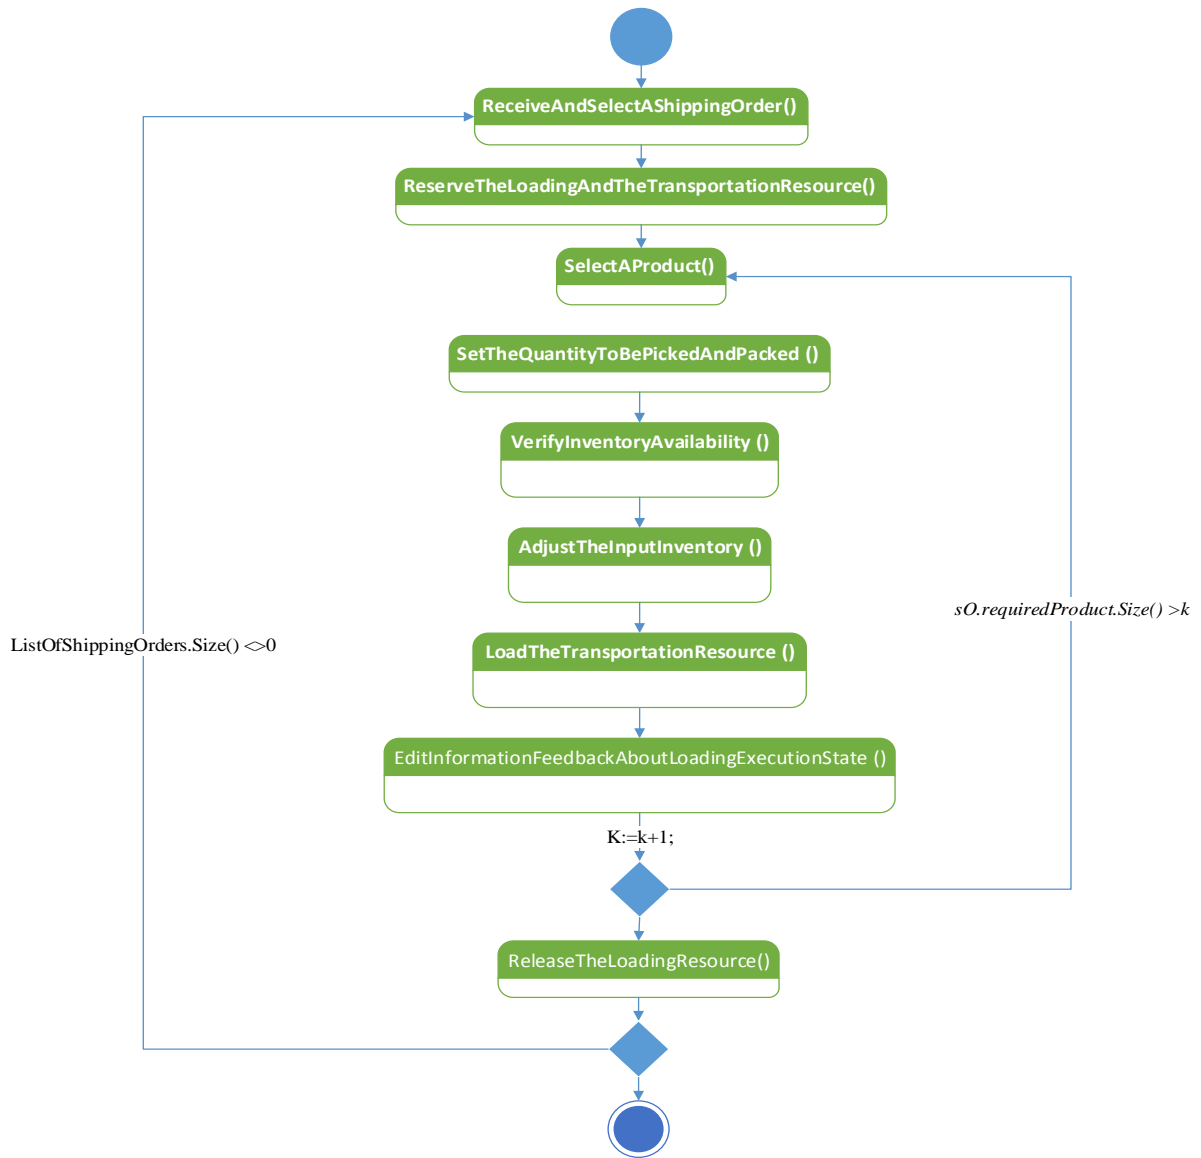 ReceiveAndSelectAShippingOrder()
ReserveTheLoadingAndTheTransportationResource()
SelectAProduct()
SetTheQuantityToBePickedAndPacked ()
VerifyInventoryAvailability ()
AdjustTheInputInventory ()
sO.requiredProduct.Size() >k
ListOfShippingOrders.Size() <>0
LoadTheTransportationResource ()
EditInformationFeedbackAboutLoadingExecutionState ()
K:=k+1;
ReleaseTheLoadingResource()